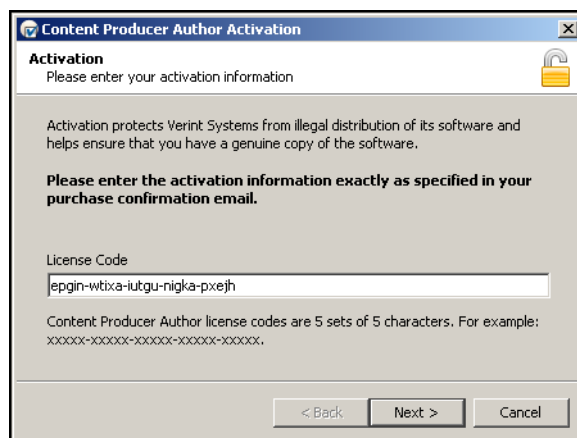 Content Producer Author Activation
Activation
Please enter your activation information
Activation protects Verint Systems from illegal distribution of its software and
helps ensure that you have a genuine copy of the software.
Please enter the activation information exactly as specified in your
purchase confirmation email.
License Code
epgin-wtixa-iutgu-nigka-pxejh
Content Producer Author license codes are 5 sets of 5 characters. For example:
xxxxx-xxxxx-xxxxx-xxxxx-xxxxx.
< Back Next > Cancel